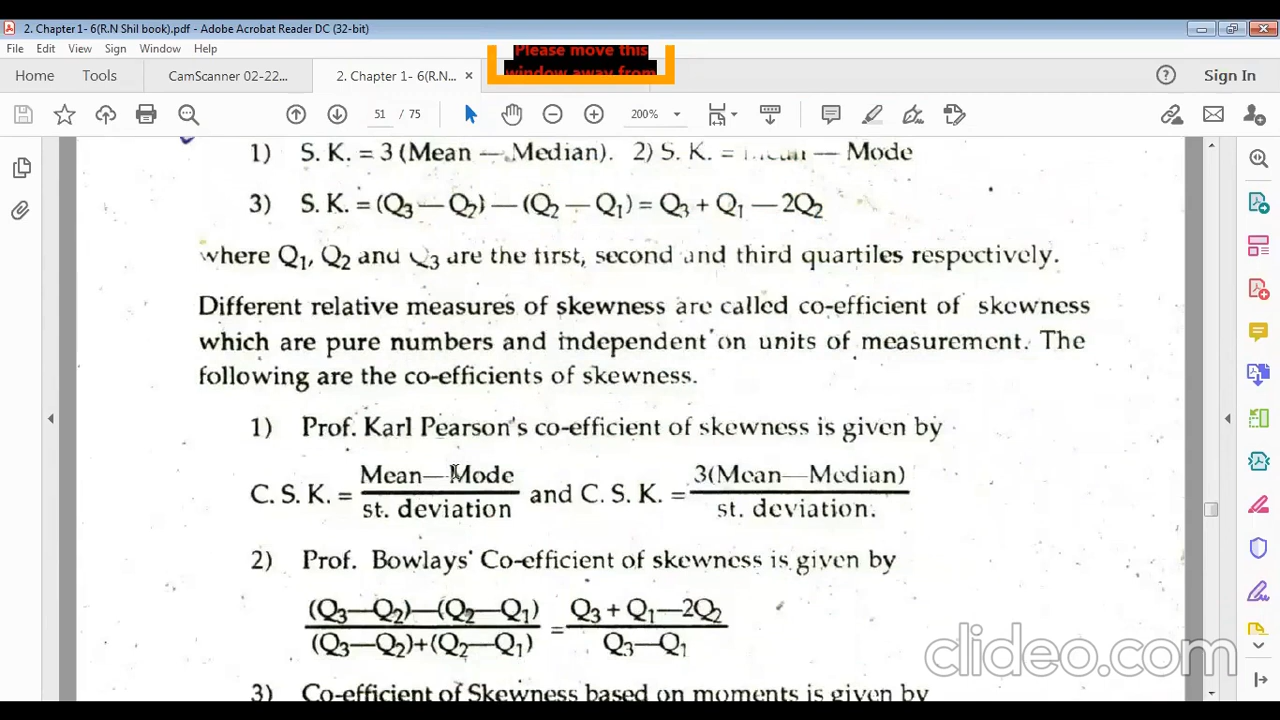 2. Chapter 1- 6(R.N Shil book).pdf - Adobe Acrobat Reader DC (32-bit)
File Edit View Sign Window Help
Please move this
window away from
Home Tools CamScanner 02-22... 2. Chapter 1- 6(R.N... × Sign In
51 / 75 200%
1) S. K. = 3 (Mean — Median). 2) S. K. = Mean — Mode
3) S. K. = (Q₃ — Q₂) — (Q₂ — Q₁) = Q₃ + Q₁ — 2Q₂
where Q₁, Q₂ and Q₃ are the first, second and third quartiles respectively.
Different relative measures of skewness are called co-efficient of skewness
which are pure numbers and independent on units of measurement. The
following are the co-efficients of skewness.
1) Prof. Karl Pearson's co-efficient of skewness is given by
C. S. K. = Mean—Mode / st. deviation and C. S. K. = 3(Mean—Median) / st. deviation.
2) Prof. Bowlays' Co-efficient of skewness is given by
(Q₃—Q₂)—(Q₂—Q₁) / (Q₃—Q₂)+(Q₂—Q₁) = Q₃ + Q₁—2Q₂ / Q₃—Q₁
3) Co-efficient of Skewness based on moments is given by
clideo.com